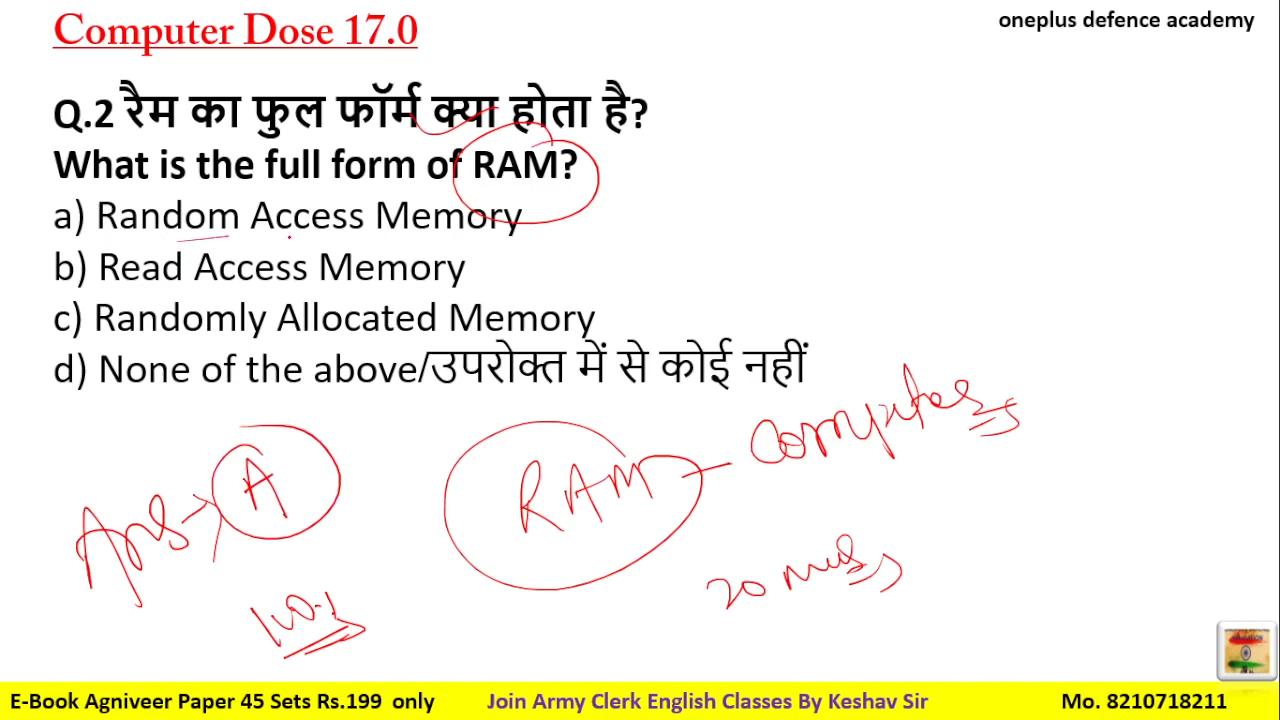 Computer Dose 17.0
oneplus defence academy
Q.2 रैम का फुल फॉर्म क्या होता है?
What is the full form of RAM?
a) Random Access Memory
b) Read Access Memory
c) Randomly Allocated Memory
d) None of the above/उपरोक्त में से कोई नहीं
Ans → A
RAM - Computer
20
E-Book Agniveer Paper 45 Sets Rs.199 only
Join Army Clerk English Classes By Keshav Sir
Mo. 8210718211